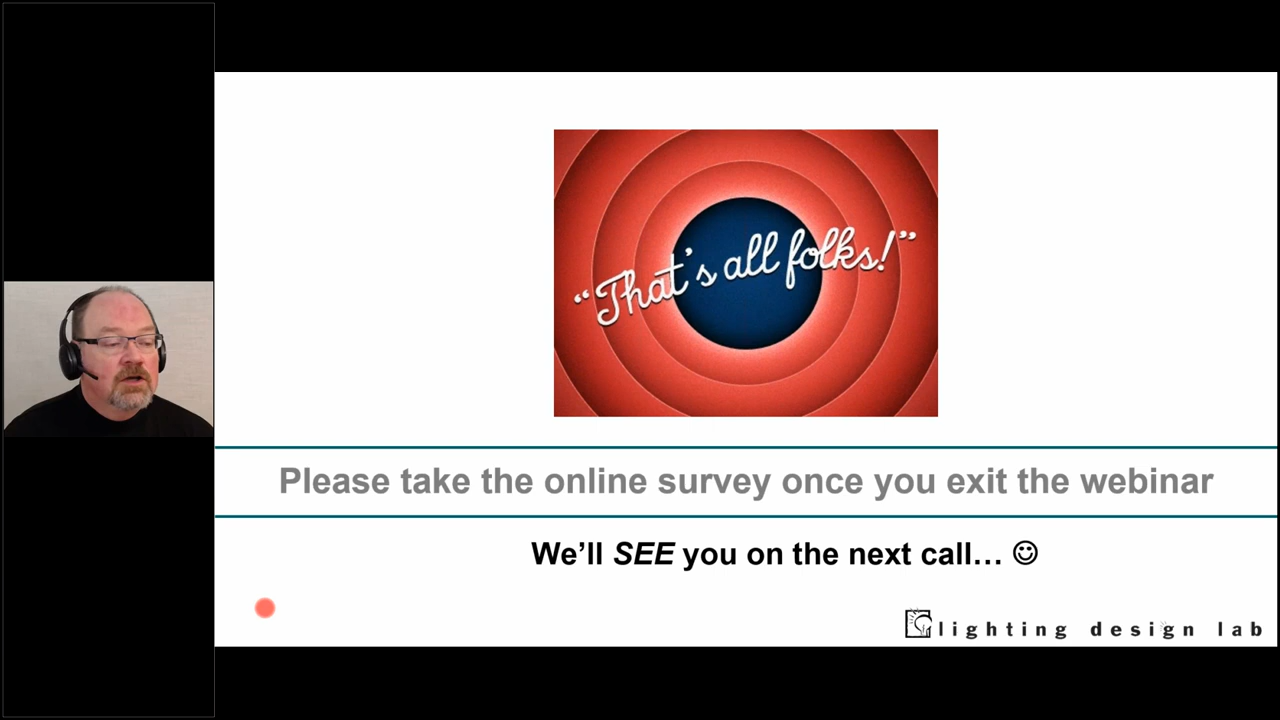 “That’s all folks!”
Please take the online survey once you exit the webinar
We’ll SEE you on the next call… ☺
lighting design lab